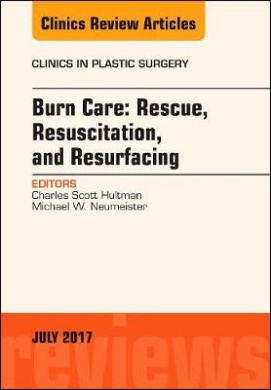 Clinics Review Articles
CLINICS IN PLASTIC SURGERY
Burn Care: Rescue,
Resuscitation,
and Resurfacing
EDITORS
Charles Scott Hultman
Michael W. Neumeister
JULY 2017
reviews